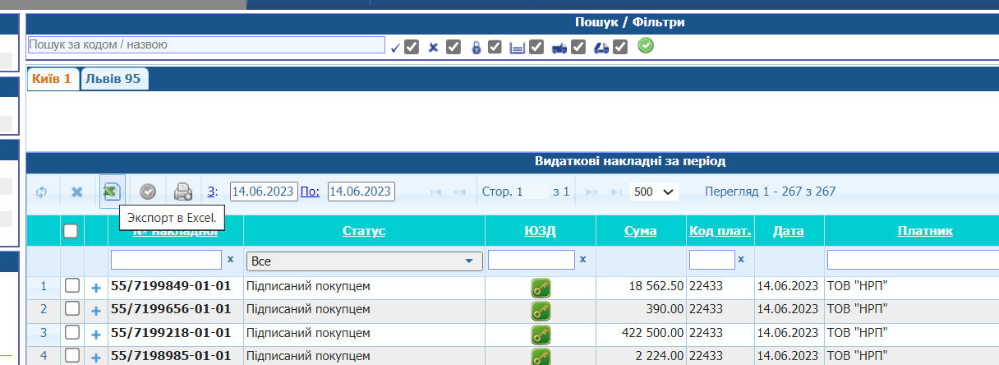 Пошук / Фільтри
Пошук за кодом / назвою
Київ 1 Львів 95
Видаткові накладні за період
З: 14.06.2023 По: 14.06.2023 Стор. 1 з 1 500 Перегляд 1 - 267 з 267
Экспорт в Excel.
№ накладної Статус ЮЗД Сума Код плат. Дата Платник
x Все x x
1 55/7199849-01-01 Підписаний покупцем 18 562.50 22433 14.06.2023 ТОВ "НРП"
2 55/7199656-01-01 Підписаний покупцем 390.00 22433 14.06.2023 ТОВ "НРП"
3 55/7199218-01-01 Підписаний покупцем 422 500.00 22433 14.06.2023 ТОВ "НРП"
4 55/7198985-01-01 Підписаний покупцем 2 224.00 22433 14.06.2023 ТОВ "НРП"